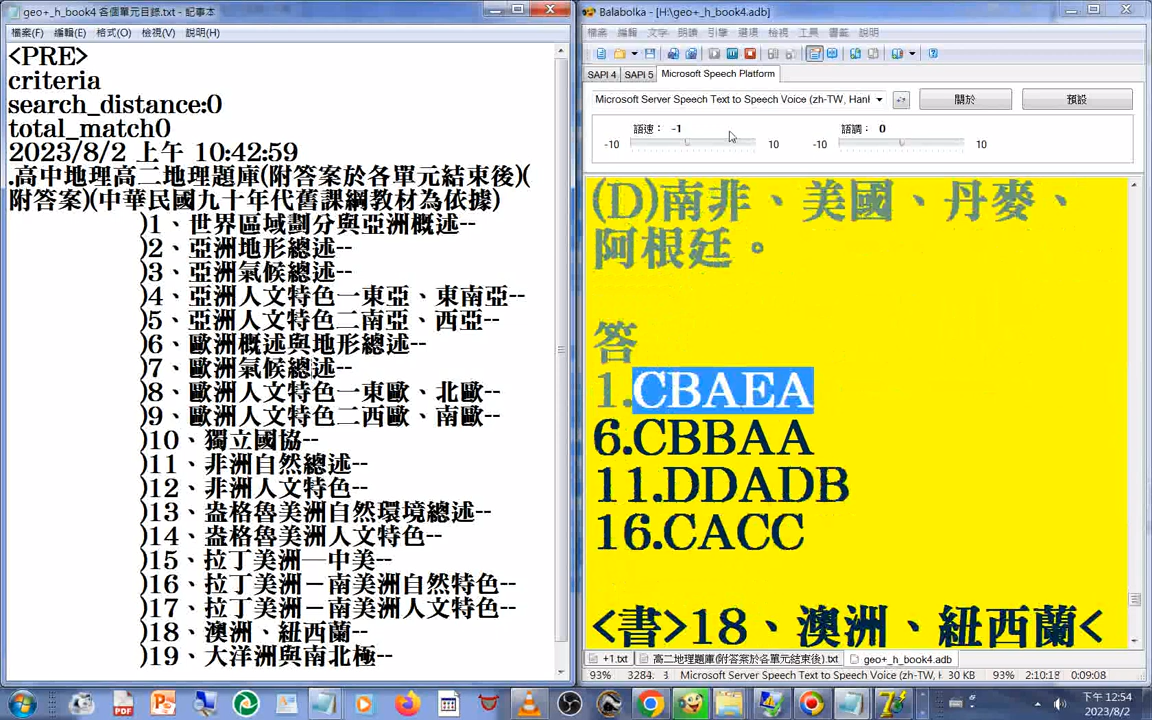 geo+_h_book4 各個單元目錄.txt - 記事本
檔案(F) 編輯(E) 格式(O) 檢視(V) 說明(H)
<PRE>
criteria
search_distance:0
total_match0
2023/8/2 上午 10:42:59
.高中地理高二地理題庫(附答案於各單元結束後)(
附答案)(中華民國九十年代舊課綱教材為依據)
)1、世界區域劃分與亞洲概述--
)2、亞洲地形總述--
)3、亞洲氣候總述--
)4、亞洲人文特色一東亞、東南亞--
)5、亞洲人文特色二南亞、西亞--
)6、歐洲概述與地形總述--
)7、歐洲氣候總述--
)8、歐洲人文特色一東歐、北歐--
)9、歐洲人文特色二西歐、南歐--
)10、獨立國協--
)11、非洲自然總述--
)12、非洲人文特色--
)13、盎格魯美洲自然環境總述--
)14、盎格魯美洲人文特色--
)15、拉丁美洲─中美--
)16、拉丁美洲－南美洲自然特色--
)17、拉丁美洲－南美洲人文特色--
)18、澳洲、紐西蘭--
)19、大洋洲與南北極--
Balabolka - [H:\geo+_h_book4.adb]
檔案 編輯 文字 朗讀 引擎 選項 檢視 工具 書籤 說明
SAPI 4 SAPI 5 Microsoft Speech Platform
Microsoft Server Speech Text to Speech Voice (zh-TW, HanH 關於 預設
語速： -1 語調： 0
-10 10 -10 10
(D)南非、美國、丹麥、
阿根廷。
答
1.CBAEA
6.CBBAA
11.DDADB
16.CACC
<書>18、澳洲、紐西蘭<
+1.txt 高二地理題庫(附答案於各單元結束後).txt geo+_h_book4.adb
93% 3284. Microsoft Server Speech Text to Speech Voice (zh-TW, H 30 KB 93% 2:10:18 0:09:08
下午 12:54
2023/8/2